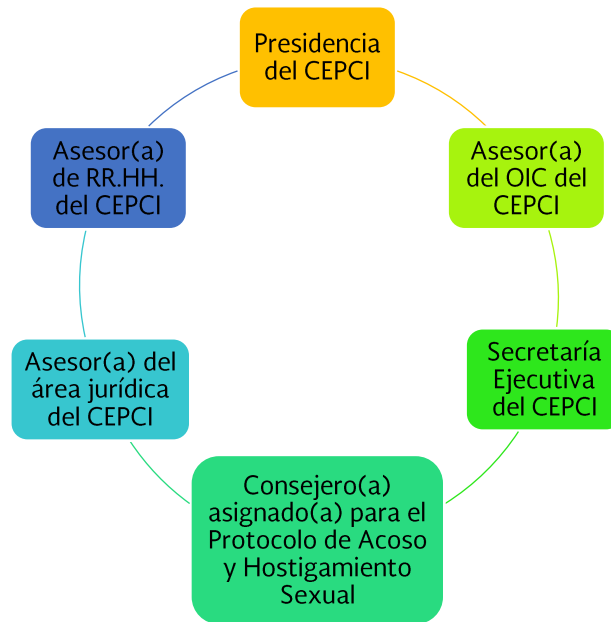 Presidencia
del CEPCI
Asesor(a)
del OIC del
CEPCI
Secretaría
Ejecutiva
del CEPCI
Consejero(a)
asignado(a) para el
Protocolo de Acoso
y Hostigamiento
Sexual
Asesor(a) del
área jurídica
del CEPCI
Asesor(a)
de RR.HH.
del CEPCI